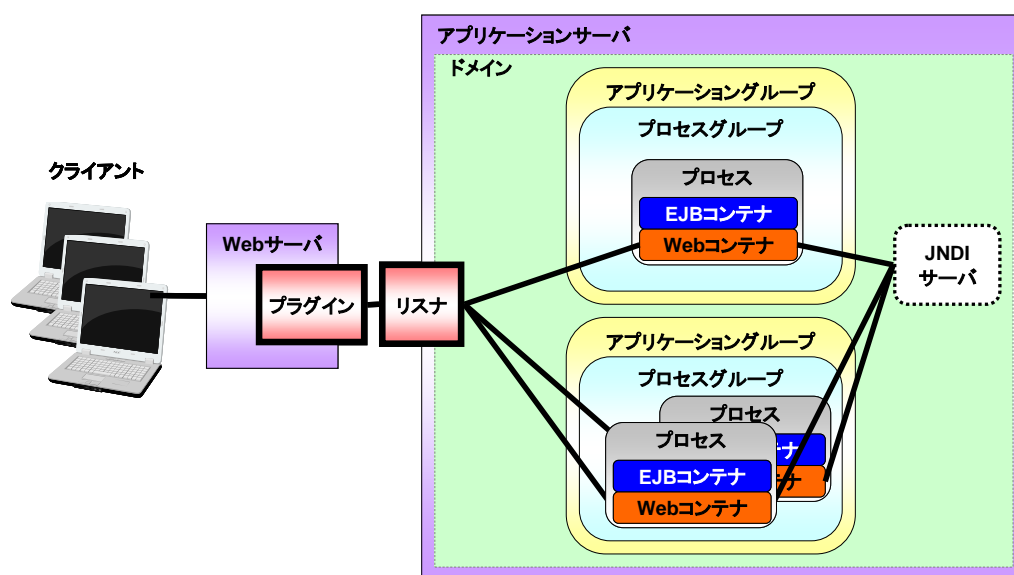 アプリケーションサーバ
ドメイン
アプリケーショングループ
プロセスグループ
プロセス
EJBコンテナ
Webコンテナ
クライアント
Webサーバ
プラグイン
リスナ
JNDI
サーバ
アプリケーショングループ
プロセスグループ
プロセス
テナ
テナ
プロセス
EJBコンテナ
Webコンテナ